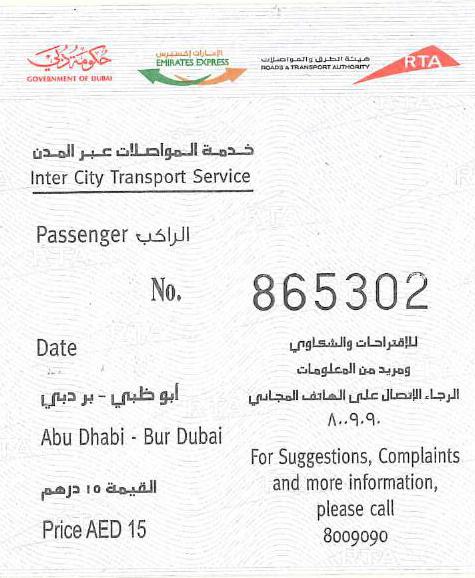 حكومة دبي
GOVERNMENT OF DUBAI
الإمارات إكسبريس
EMIRATES EXPRESS
هيئة الطرق والمواصلات
ROADS & TRANSPORT AUTHORITY
RTA
خدمة المواصلات عبر المدن
Inter City Transport Service
Passenger الراكب
No. 865302
Date
أبو ظبي - بر دبي
Abu Dhabi - Bur Dubai
القيمة ١٥ درهم
Price AED 15
للإقتراحات والشكاوي
ومزيد من المعلومات
الرجاء الإتصال على الهاتف المجاني
٨٠٠٩٠٩٠
For Suggestions, Complaints
and more information,
please call
8009090